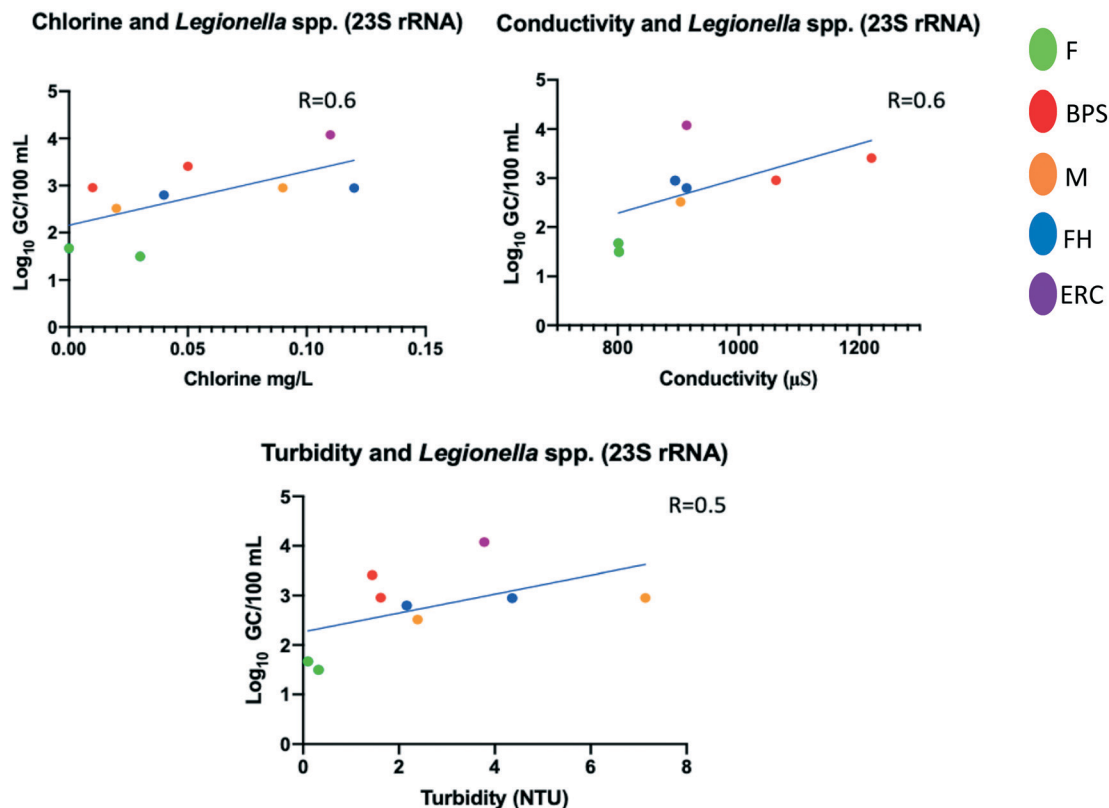 Chlorine and Legionella spp. (23S rRNA)
R=0.6
Log10 GC/100 mL
5
4
3
2
1
0
0.00 0.05 0.10 0.15
Chlorine mg/L
Conductivity and Legionella spp. (23S rRNA)
R=0.6
Log10 GC/100 mL
5
4
3
2
1
0
800 1000 1200
Conductivity (µS)
F
BPS
M
FH
ERC
Turbidity and Legionella spp. (23S rRNA)
R=0.5
Log10 GC/100 mL
5
4
3
2
1
0
0 2 4 6 8
Turbidity (NTU)